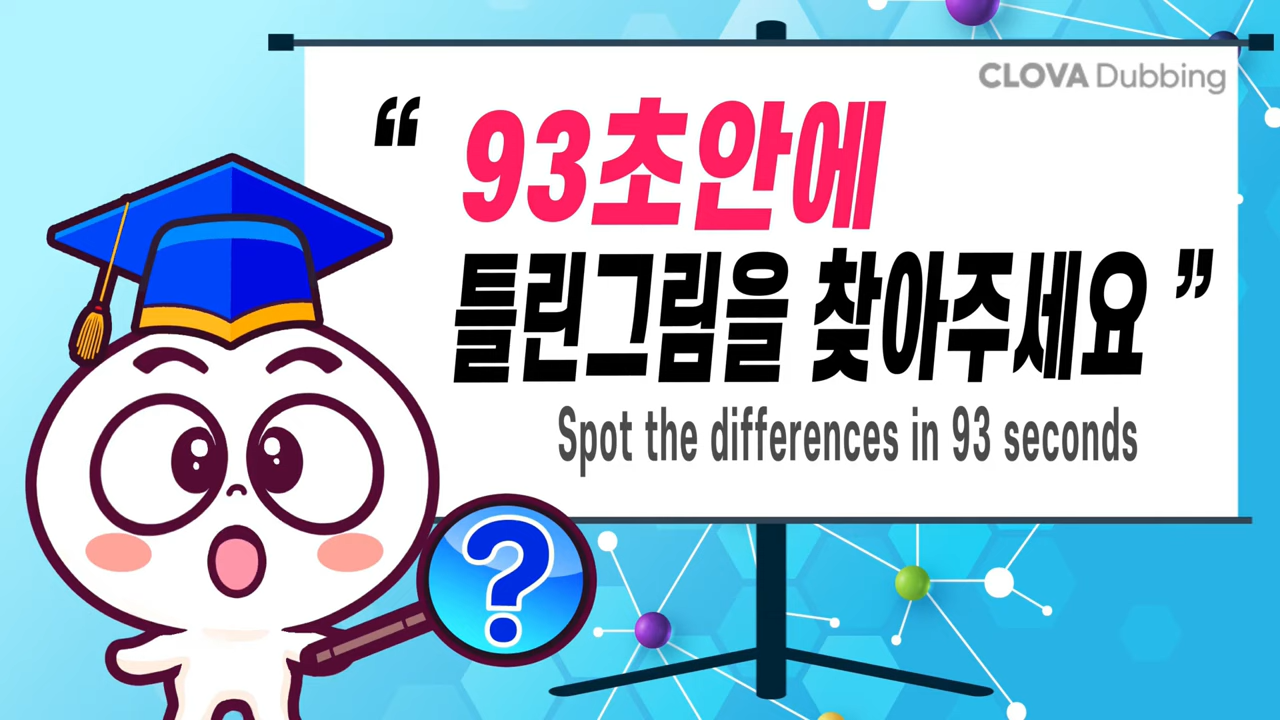 CLOVA Dubbing
“ 93초안에
틀린그림을 찾아주세요 ”
Spot the differences in 93 seconds
?